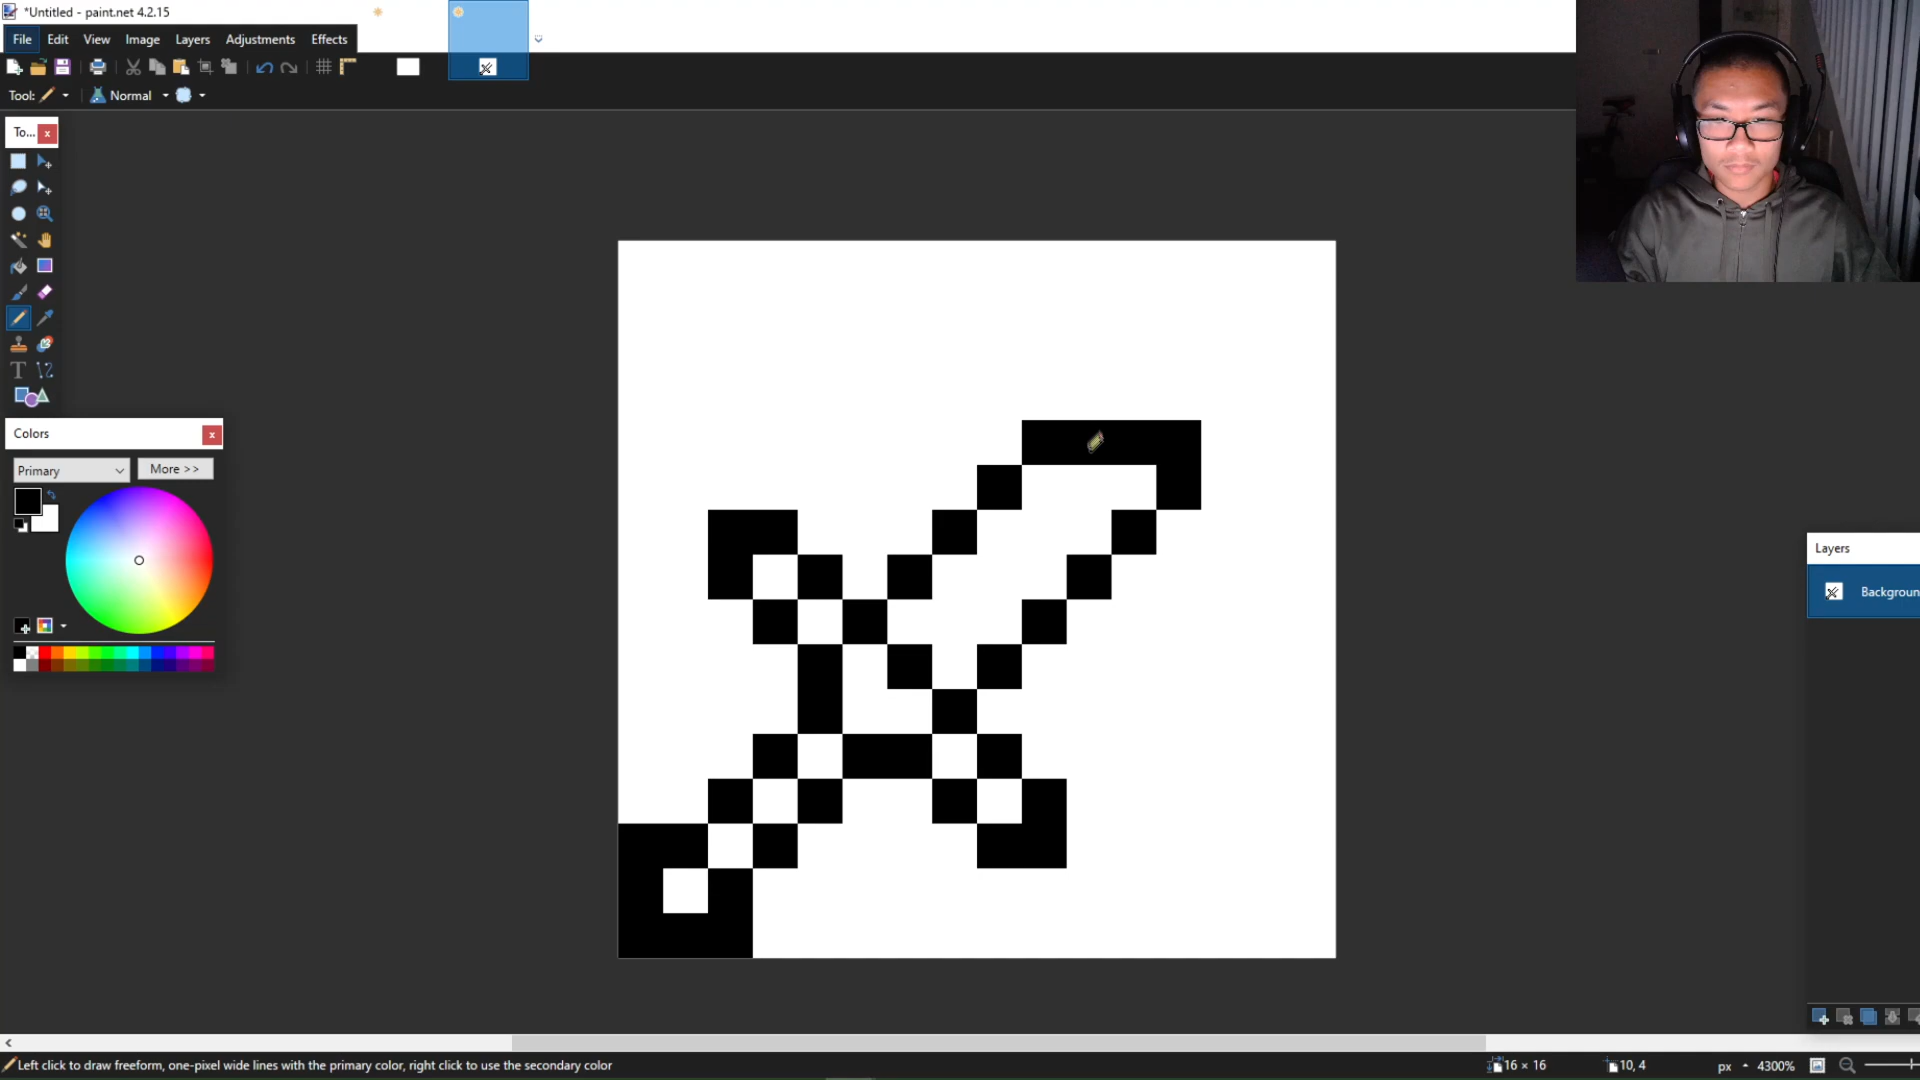 *Untitled - paint.net 4.2.15
File Edit View Image Layers Adjustments Effects
Tool: Normal
To...
Colors
Primary More >>
Layers
Backgroun
Left click to draw freeform, one-pixel wide lines with the primary color, right click to use the secondary color 16 × 16 10, 4 px 4300%